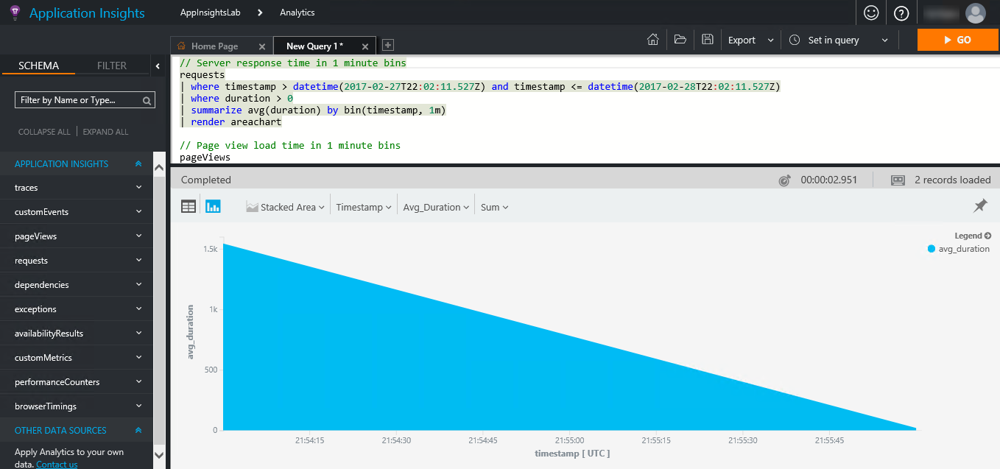 Application Insights
AppInsightsLab
Analytics
Home Page
New Query 1*
Export
Set in query
GO
SCHEMA
FILTER
Filter by Name or Type...
COLLAPSE ALL
EXPAND ALL
APPLICATION INSIGHTS
traces
customEvents
pageViews
requests
dependencies
exceptions
availabilityResults
customMetrics
performanceCounters
browserTimings
OTHER DATA SOURCES
Apply Analytics to your own
data. Contact us
// Server response time in 1 minute bins
requests
| where timestamp > datetime(2017-02-27T22:02:11.527Z) and timestamp <= datetime(2017-02-28T22:02:11.527Z)
| where duration > 0
| summarize avg(duration) by bin(timestamp, 1m)
| render areachart
// Page view load time in 1 minute bins
pageViews
Completed
00:00:02.951
2 records loaded
Stacked Area
Timestamp
Avg_Duration
Sum
Legend
avg_duration
avg_duration
1.5k
1k
500
0
21:54:15
21:54:30
21:54:45
21:55:00
21:55:15
21:55:30
21:55:45
timestamp [ UTC ]